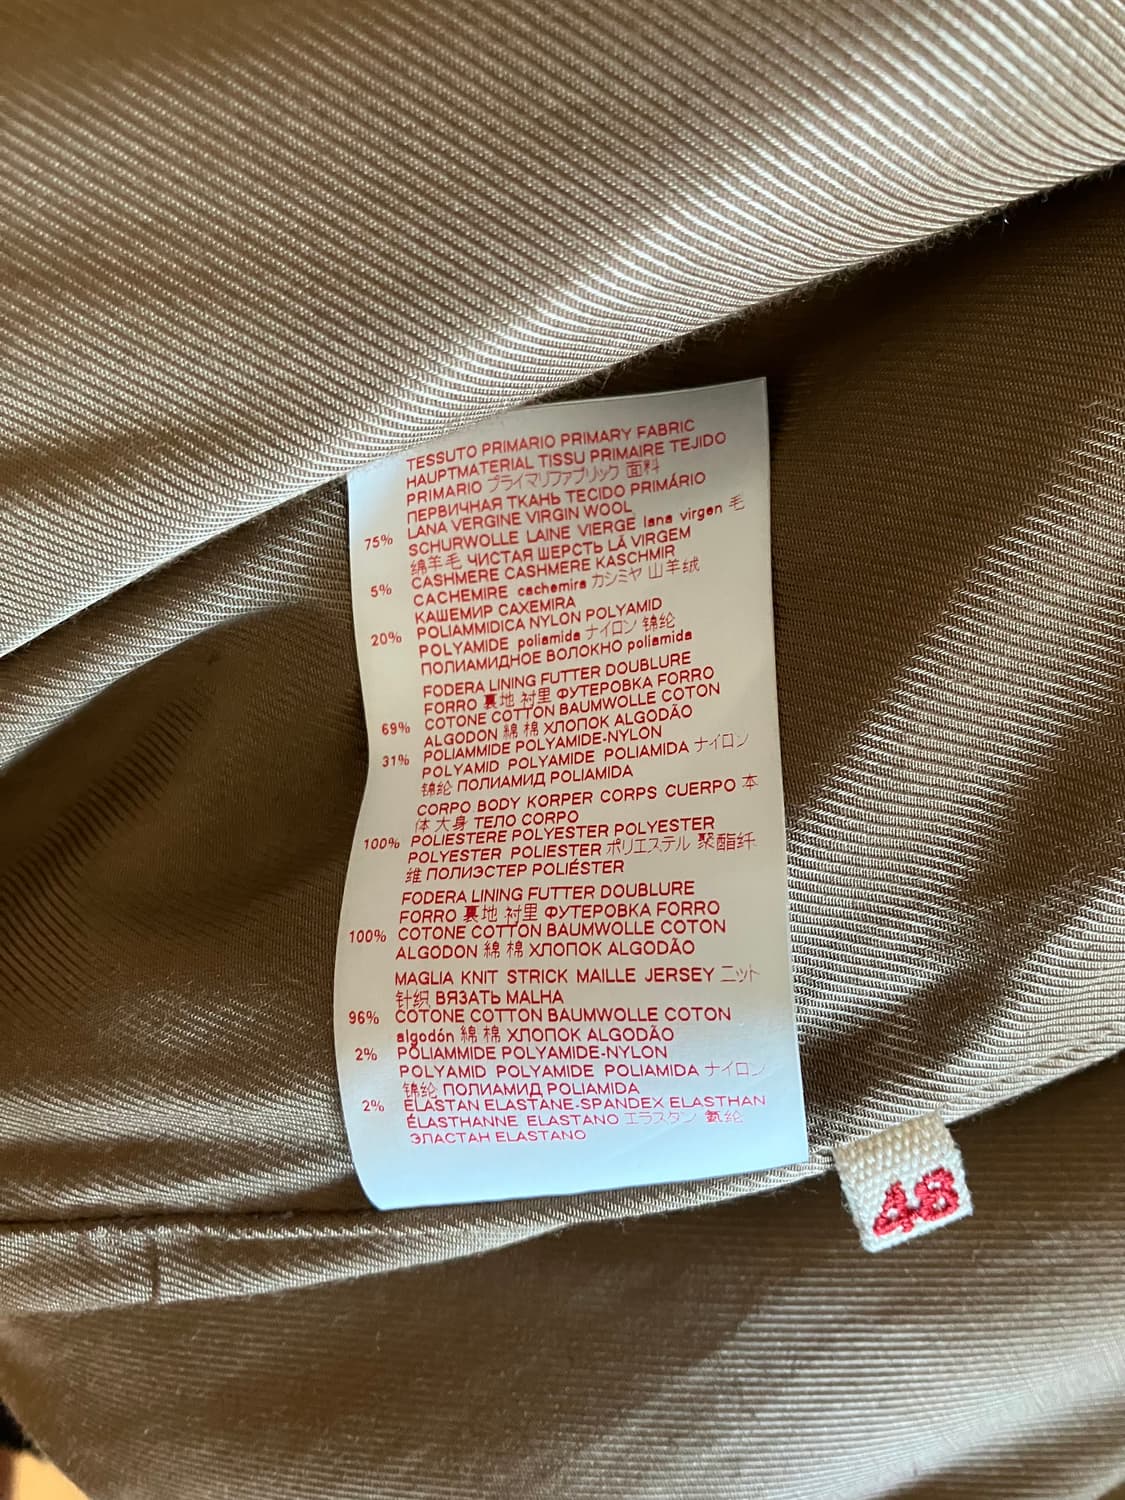 TESSUTO PRIMARIO PRIMARY FABRIC
HAUPTMATERIAL TISSU PRIMAIRE TEJIDO
PRIMARIO プライマリファブリック 面料
ПЕРВИЧНАЯ ТКАНЬ TECIDO PRIMÁRIO
75% LANA VERGINE VIRGIN WOOL
SCHURWOLLE LAINE VIERGE lana virgen 毛
绵羊毛 ЧИСТАЯ ШЕРСТЬ LÃ VIRGEM
5% CASHMERE CASHMERE KASCHMIR
CACHEMIRE cachemira カシミヤ 山羊绒
КАШЕМИР CAXEMIRA
20% POLIAMMIDICA NYLON POLYAMID
POLYAMIDE poliamida ナイロン 锦纶
ПОЛИАМИДНОЕ ВОЛОКНО poliamida
FODERA LINING FUTTER DOUBLURE
FORRO 裏地 衬里 ФУТЕРОВКА FORRO
69% COTONE COTTON BAUMWOLLE COTON
ALGODON 綿 棉 ХЛОПОК ALGODÃO
31% POLIAMMIDE POLYAMIDE-NYLON
POLYAMID POLYAMIDE POLIAMIDA ナイロン
锦纶 ПОЛИАМИД POLIAMIDA
CORPO BODY KORPER CORPS CUERPO 本
体 大身 ТЕЛО CORPO
100% POLIESTERE POLYESTER POLYESTER
POLYESTER POLIESTER ポリエステル 聚酯纤
维 ПОЛИЭСТЕР POLIÉSTER
FODERA LINING FUTTER DOUBLURE
FORRO 裏地 衬里 ФУТЕРОВКА FORRO
100% COTONE COTTON BAUMWOLLE COTON
ALGODON 綿 棉 ХЛОПОК ALGODÃO
MAGLIA KNIT STRICK MAILLE JERSEY ニット
针织 ВЯЗАТЬ MALHA
96% COTONE COTTON BAUMWOLLE COTON
algodón 綿 棉 ХЛОПОК ALGODÃO
2% POLIAMMIDE POLYAMIDE-NYLON
POLYAMID POLYAMIDE POLIAMIDA ナイロン
锦纶 ПОЛИАМИД POLIAMIDA
2% ELASTAN ELASTANE-SPANDEX ELASTHAN
ÉLASTHANNE ELASTANO エラスタン 氨纶
ЭЛАСТАН ELASTANO
48